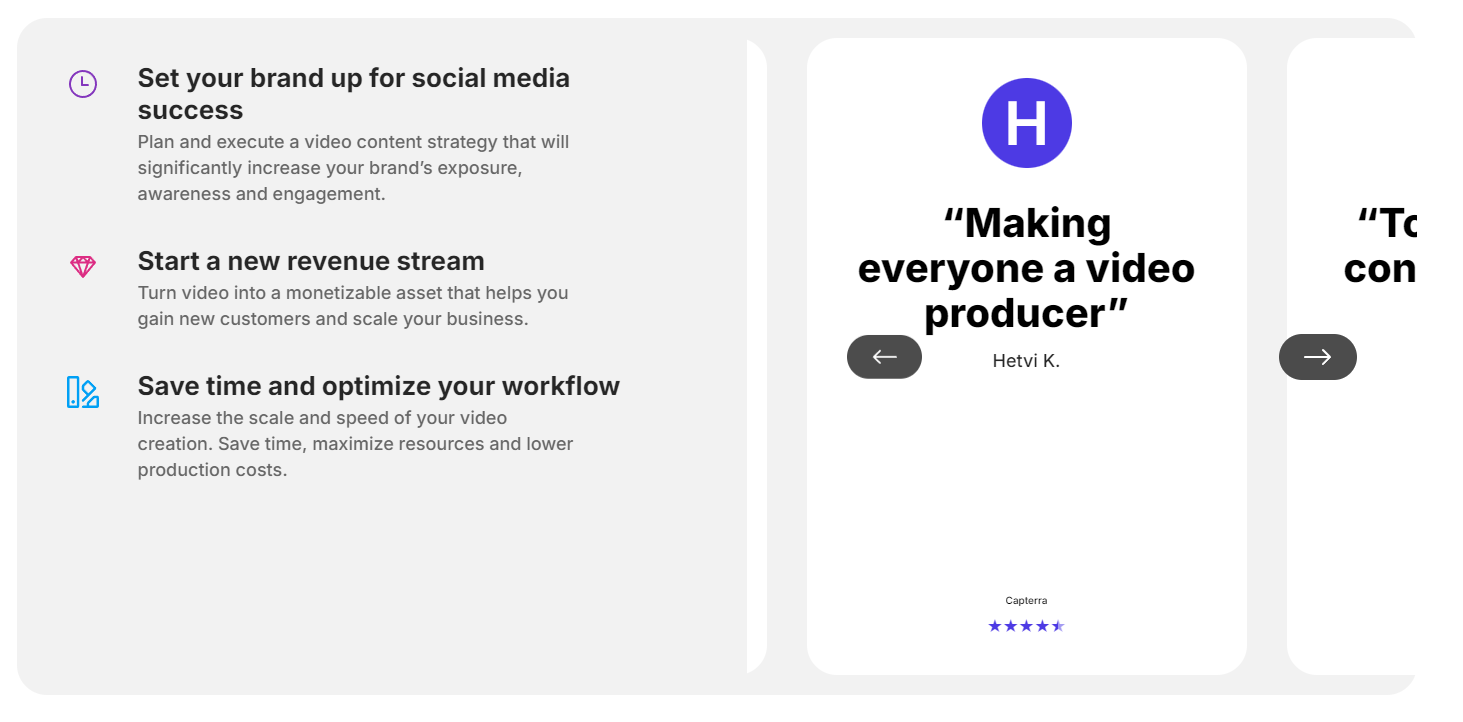 Set your brand up for social media
success
Plan and execute a video content strategy that will
significantly increase your brand’s exposure,
awareness and engagement.
Start a new revenue stream
Turn video into a monetizable asset that helps you
gain new customers and scale your business.
Save time and optimize your workflow
Increase the scale and speed of your video
creation. Save time, maximize resources and lower
production costs.
H
“Making
everyone a video
producer”
Hetvi K.
Capterra